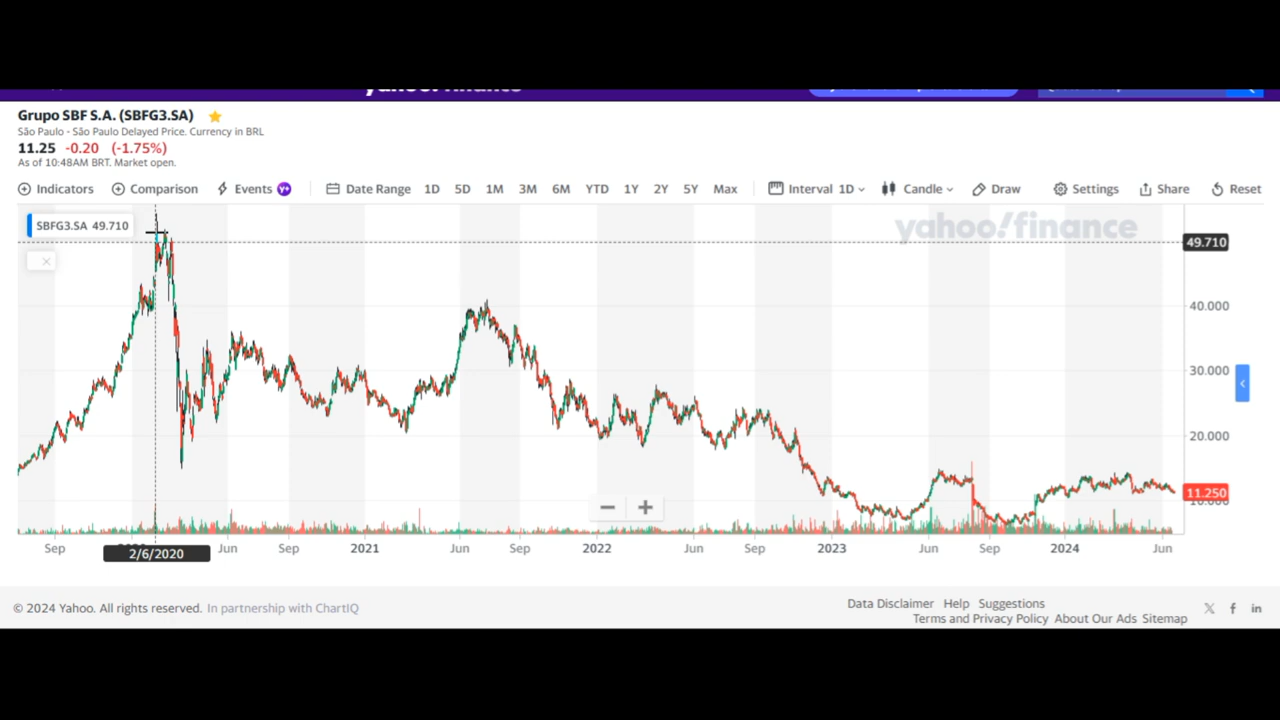 yahoo! finance
Grupo SBF S.A. (SBFG3.SA)
São Paulo - São Paulo Delayed Price. Currency in BRL
11.25 -0.20 (-1.75%)
As of 10:48AM BRT. Market open.
Indicators Comparison Events Y+ Date Range 1D 5D 1M 3M 6M YTD 1Y 2Y 5Y Max Interval 1D Candle Draw Settings Share Reset
SBFG3.SA 49.710
yahoo!finance
49.710
40.000
30.000
20.000
11.250
10.000
Sep Jun Sep 2021 Jun Sep 2022 Jun Sep 2023 Jun Sep 2024 Jun
2/6/2020
© 2024 Yahoo. All rights reserved. In partnership with ChartIQ
Data Disclaimer Help Suggestions
Terms and Privacy Policy About Our Ads Sitemap